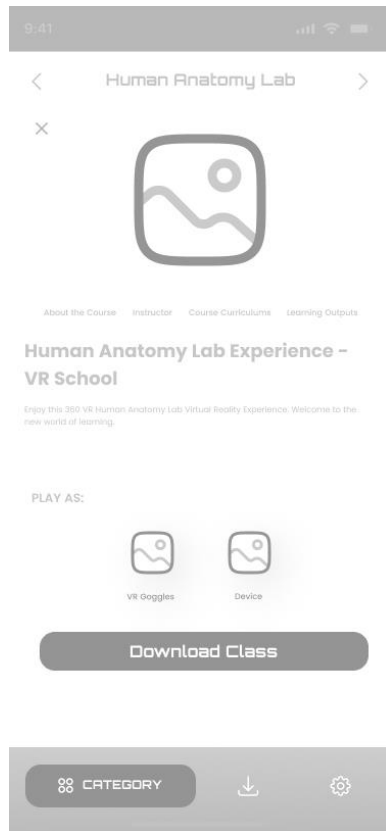 9:41
Human Anatomy Lab
About the Course Instructor Course Curriculums Learning Outputs
Human Anatomy Lab Experience -
VR School
Enjoy this 360 VR Human Anatomy Lab Virtual Reality Experience. Welcome to the
new world of learning.
PLAY AS:
VR Goggles Device
Download Class
CATEGORY